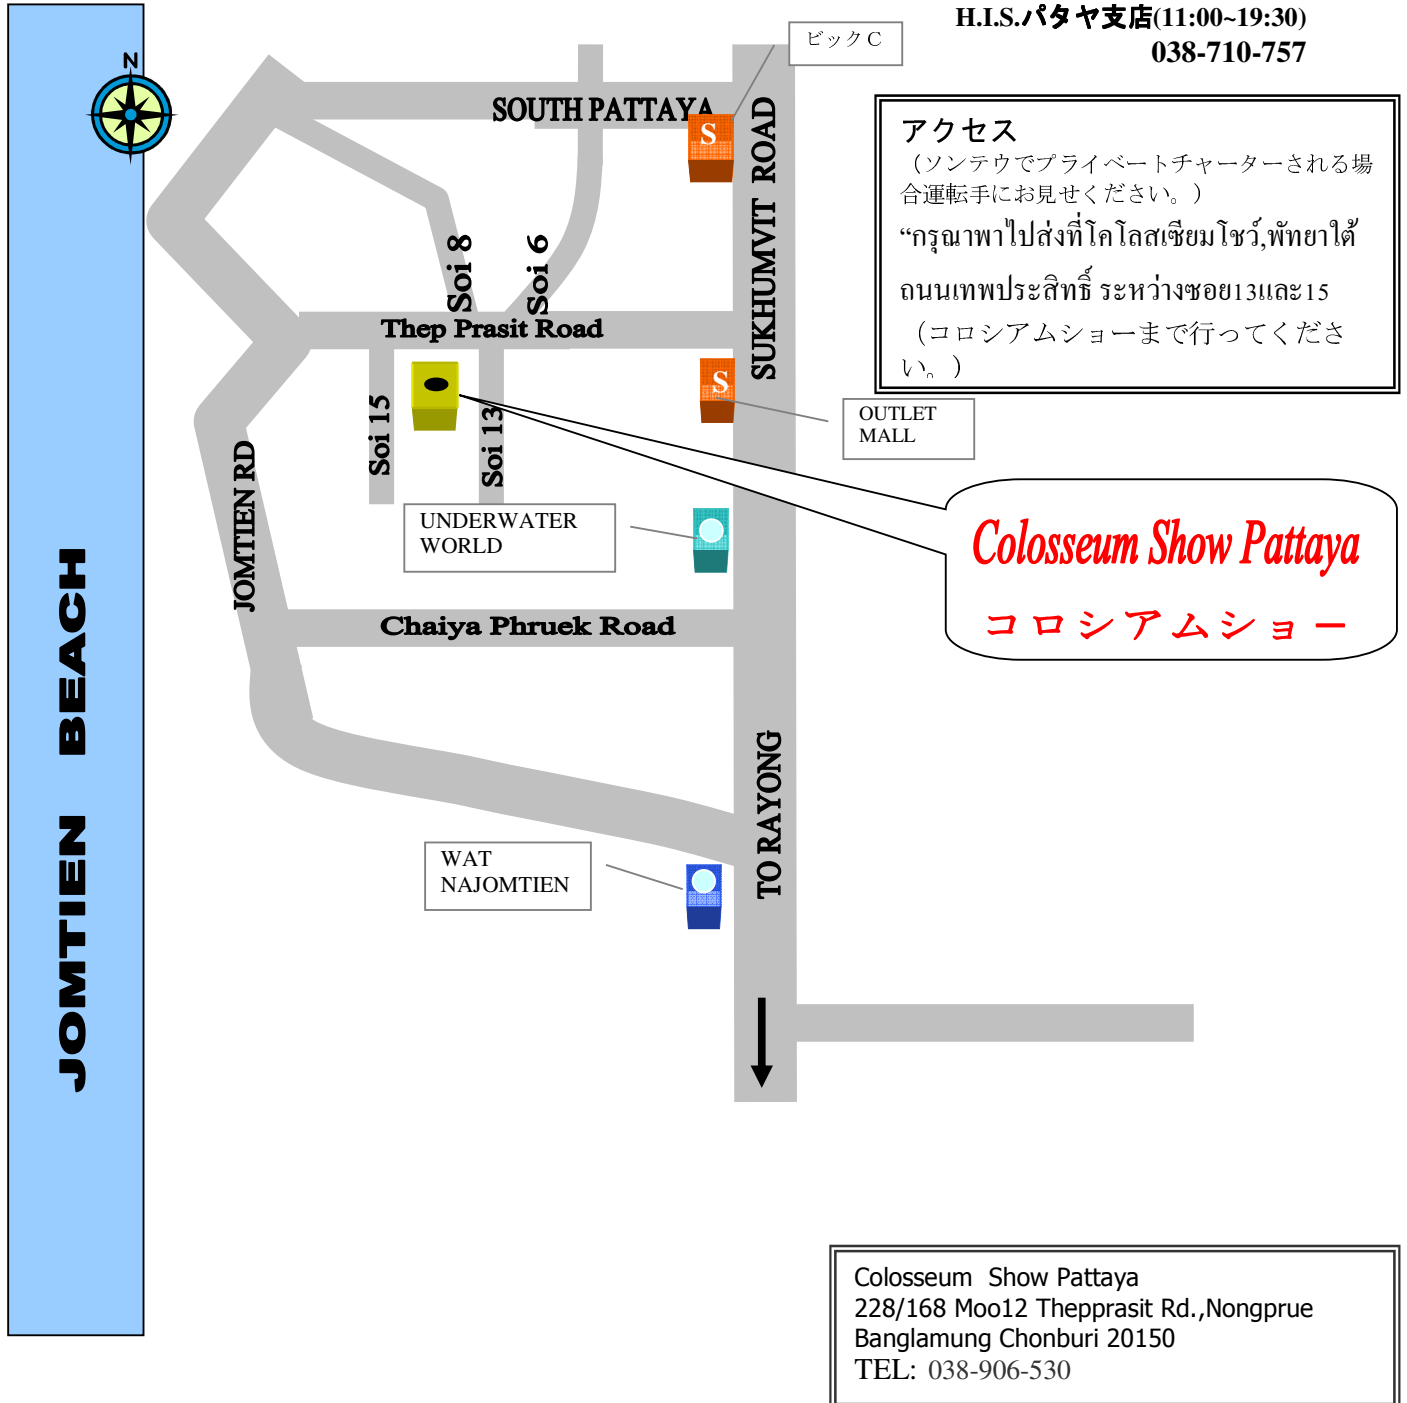 H.I.S.パタヤ支店(11:00~19:30)
038-710-757
ビックC
N
SOUTH PATTAYA
S
SUKHUMVIT ROAD
アクセス
（ソンテウでプライベートチャーターされる場
合運転手にお見せください。）
“กรุณาพาไปส่งที่โคโลสเซียมโชว์,พัทยาใต้
ถนนเทพประสิทธิ์ ระหว่างซอย13และ15
（コロシアムショーまで行ってくださ
い。）
Soi 8
Soi 6
Thep Prasit Road
S
OUTLET
MALL
Soi 15
Soi 13
JOMTIEN RD
UNDERWATER
WORLD
Colosseum Show Pattaya
コロシアムショー
Chaiya Phruek Road
JOMTIEN BEACH
TO RAYONG
WAT
NAJOMTIEN
Colosseum Show Pattaya
228/168 Moo12 Thepprasit Rd.,Nongprue
Banglamung Chonburi 20150
TEL: 038-906-530